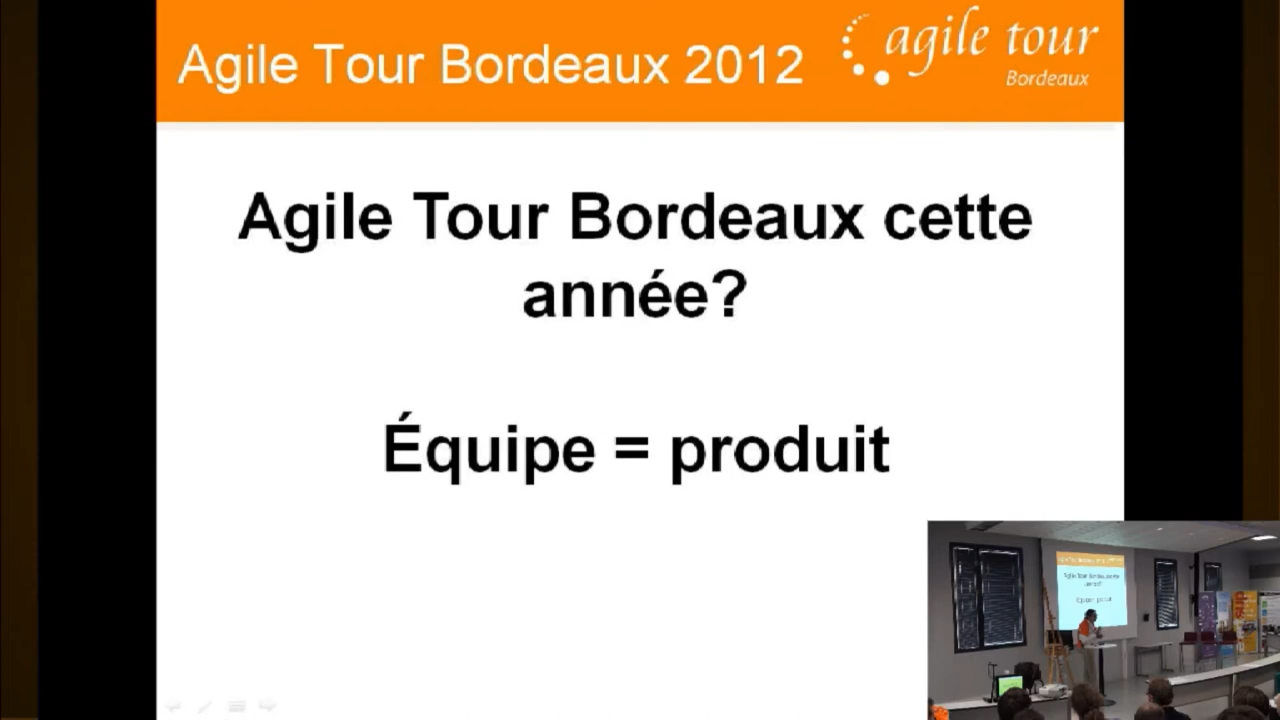 Agile Tour Bordeaux 2012
agile tour
Bordeaux
Agile Tour Bordeaux cette
année?
Équipe = produit